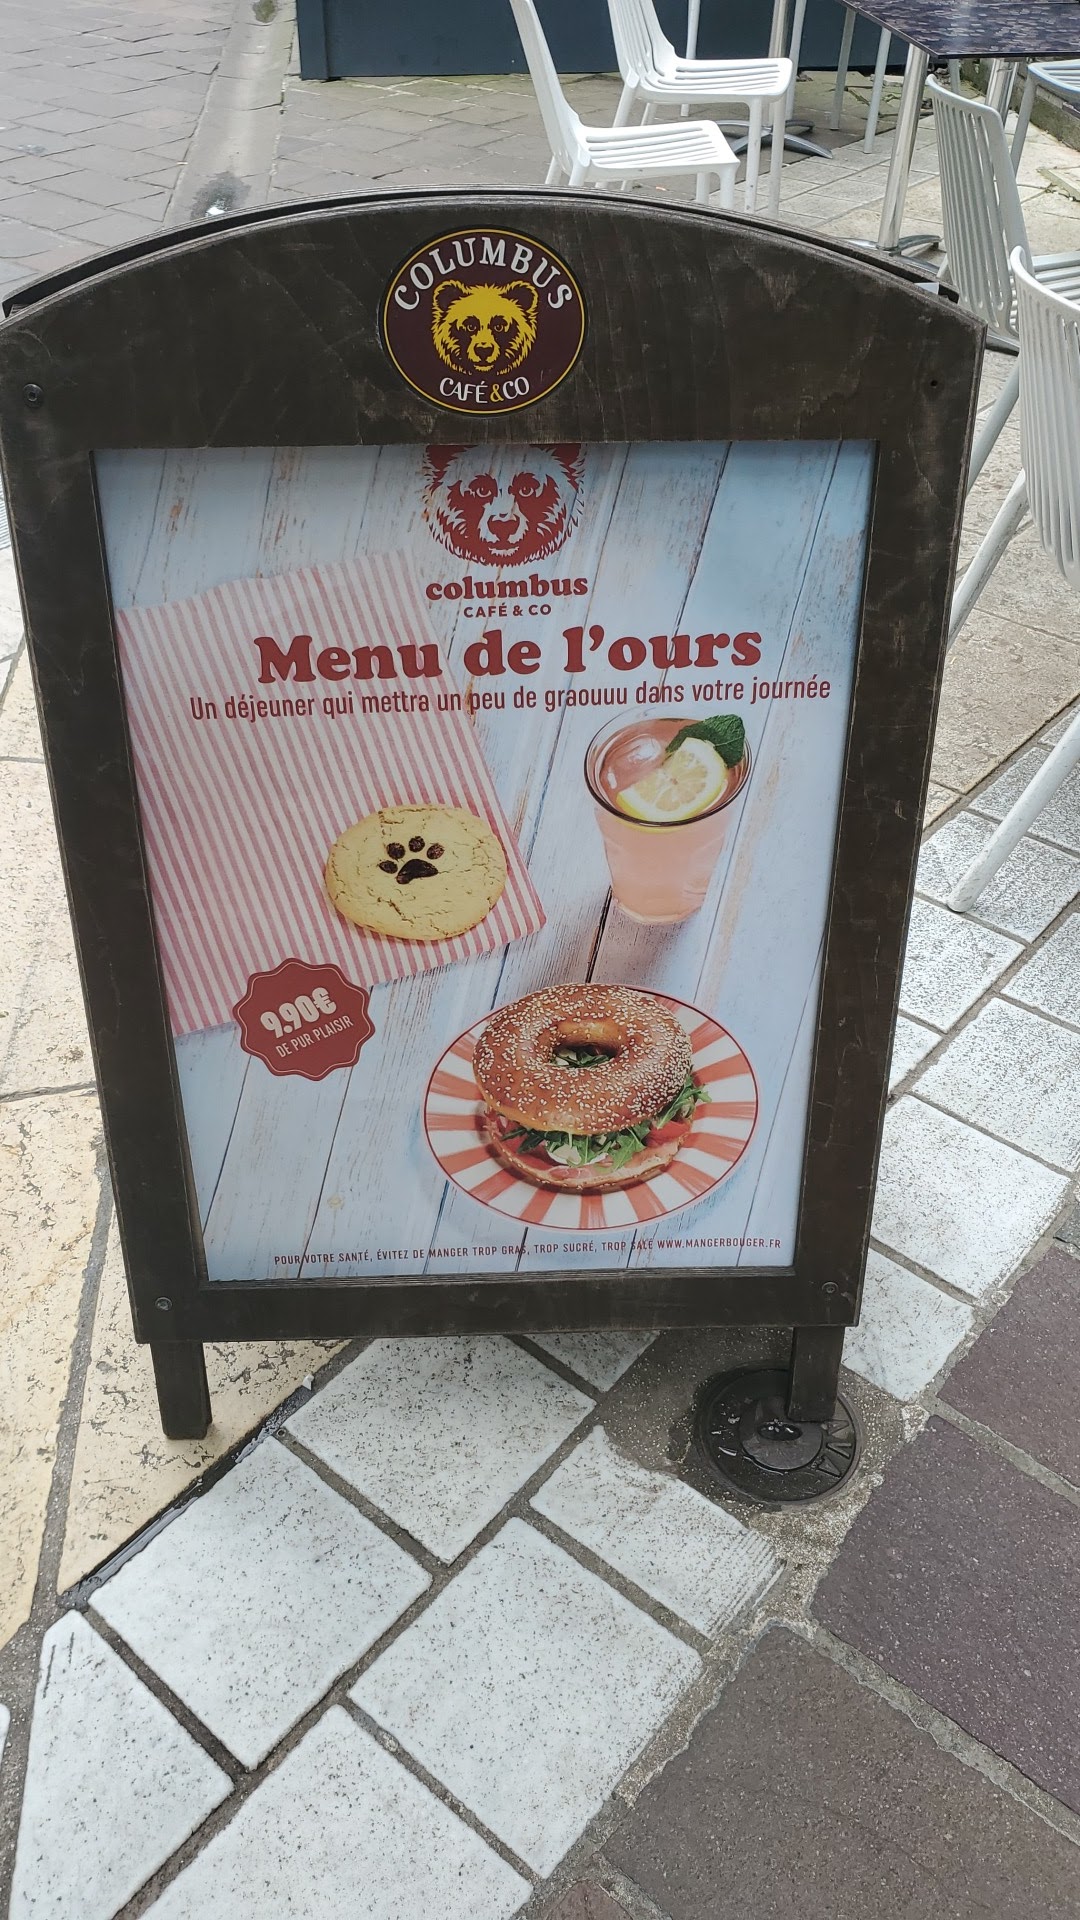 COLUMBUS
CAFÉ & CO
columbus
CAFÉ & CO
Menu de l'ours
Un déjeuner qui mettra un peu de graouuu dans votre journée
9.90€
DE PUR PLAISIR
POUR VOTRE SANTÉ, ÉVITEZ DE MANGER TROP GRAS, TROP SUCRÉ, TROP SALÉ WWW.MANGERBOUGER.FR